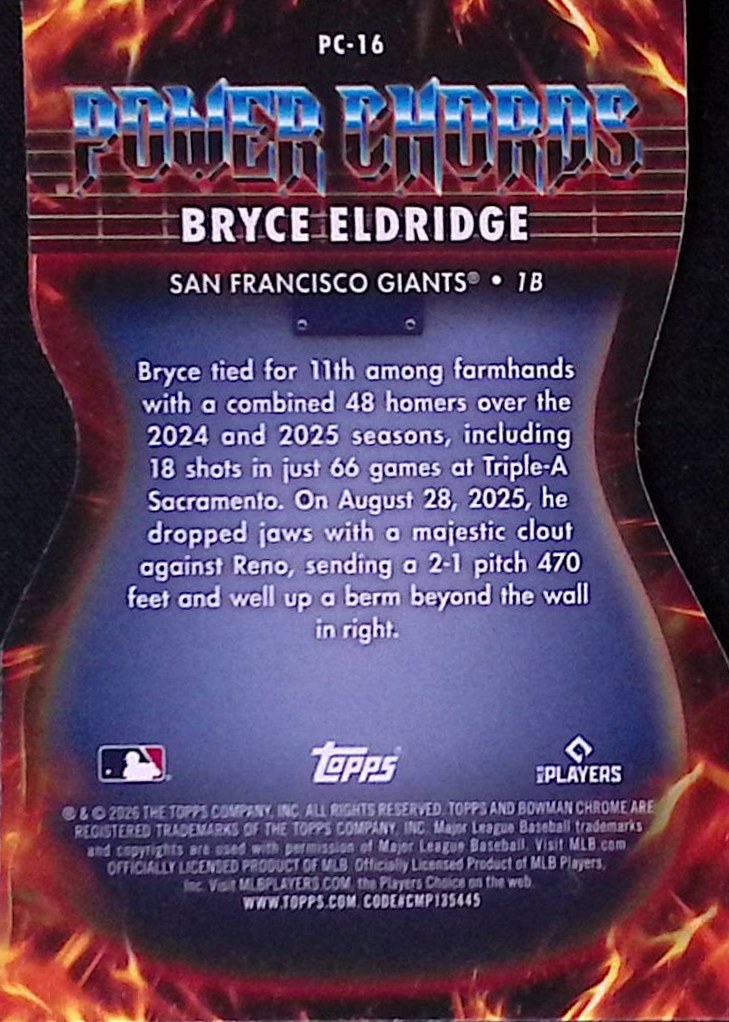 PC-16
POWER CHORDS
BRYCE ELDRIDGE
SAN FRANCISCO GIANTS® • 1B
Bryce tied for 11th among farmhands
with a combined 48 homers over the
2024 and 2025 seasons, including
18 shots in just 66 games at Triple-A
Sacramento. On August 28, 2025, he
dropped jaws with a majestic clout
against Reno, sending a 2-1 pitch 470
feet and well up a berm beyond the wall
in right.
Topps®
MLB PLAYERS
® & © 2026 THE TOPPS COMPANY, INC. ALL RIGHTS RESERVED. TOPPS AND BOWMAN CHROME ARE
REGISTERED TRADEMARKS OF THE TOPPS COMPANY, INC. Major League Baseball trademarks
and copyrights are used with permission of Major League Baseball. Visit MLB.com
OFFICIALLY LICENSED PRODUCT OF MLB Officially Licensed Product of MLB Players,
Inc. Visit MLBPLAYERS.COM, the Players Choice on the web.
WWW.TOPPS.COM. CODE#CMP135445